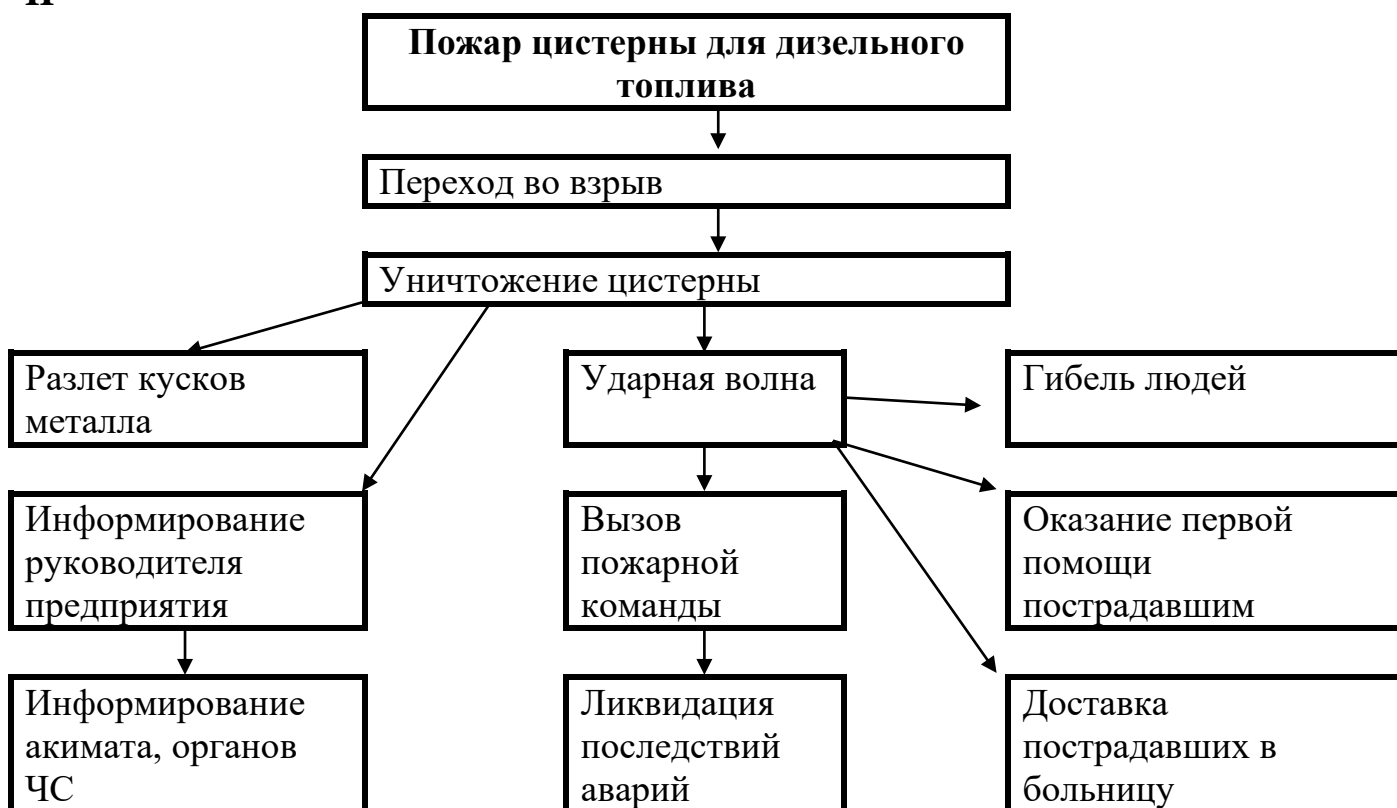 Пожар цистерны для дизельного
топлива
Переход во взрыв
Уничтожение цистерны
Разлет кусков
металла
Ударная волна
Гибель людей
Информирование
руководителя
предприятия
Вызов
пожарной
команды
Оказание первой
помощи
пострадавшим
Информирование
акимата, органов
ЧС
Ликвидация
последствий
аварий
Доставка
пострадавших в
больницу